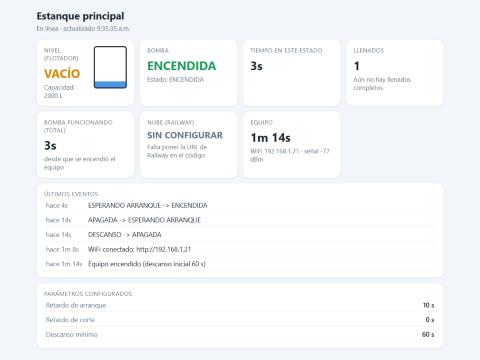 Estanque principal
En línea · actualizado 9:35:35 a.m.
NIVEL
(FLOTADOR)
VACÍO
Capacidad:
2000 L
BOMBA
ENCENDIDA
Estado: ENCENDIDA
TIEMPO EN ESTE ESTADO
3s
LLENADOS
1
Aún no hay llenados
completos
BOMBA FUNCIONANDO
(TOTAL)
3s
desde que se encendió el
equipo
NUBE (RAILWAY)
SIN CONFIGURAR
Falta poner la URL de
Railway en el código
EQUIPO
1m 14s
WiFi 192.168.1.21 · señal -77
dBm
ÚLTIMOS EVENTOS
hace 4s ESPERANDO ARRANQUE -> ENCENDIDA
hace 14s APAGADA -> ESPERANDO ARRANQUE
hace 14s DESCANSO -> APAGADA
hace 1m 8s WiFi conectado: http://192.168.1.21
hace 1m 14s Equipo encendido (descanso inicial 60 s)
PARÁMETROS CONFIGURADOS
Retardo de arranque 10 s
Retardo de corte 0 s
Descanso mínimo 60 s